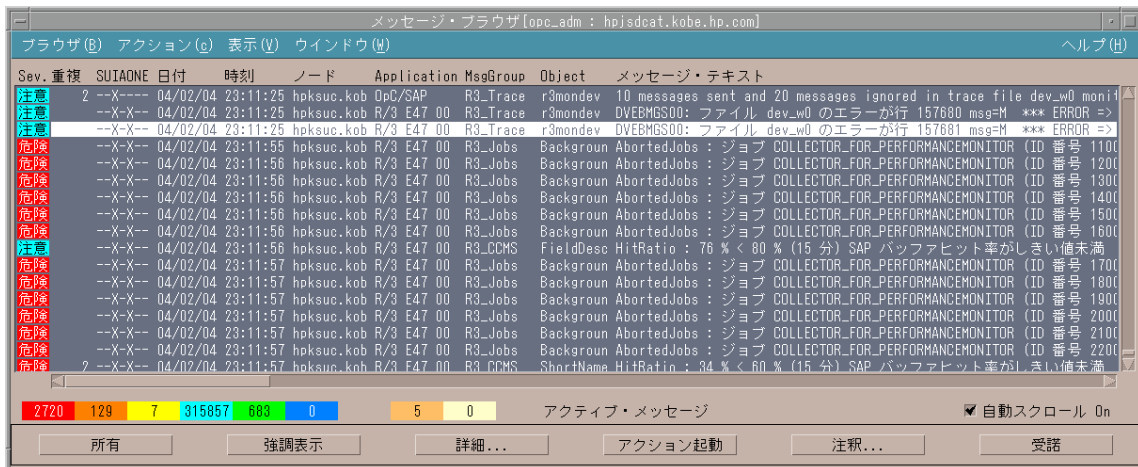 メッセージ・ブラウザ[opc_adm : hpjsdcat.kobe.hp.com]
ブラウザ(B) アクション(c) 表示(V) ウインドウ(W) ヘルプ(H)
Sev. 重複 SUIAONE 日付 時刻 ノード Application MsgGroup Object メッセージ・テキスト
注意 2 --X---- 04/02/04 23:11:25 hpksuc.kob OpC/SAP R3_Trace r3mondev 10 messages sent and 20 messages ignored in trace file dev_w0 monit
注意 --X-X-- 04/02/04 23:11:25 hpksuc.kob R/3 E47 00 R3_Trace r3mondev DVEBMGS00: ファイル dev_w0 のエラーが行 157680 msg=M *** ERROR =>
注意 --X-X-- 04/02/04 23:11:25 hpksuc.kob R/3 E47 00 R3_Trace r3mondev DVEBMGS00: ファイル dev_w0 のエラーが行 157681 msg=M *** ERROR =>
危険 --X-X-- 04/02/04 23:11:55 hpksuc.kob R/3 E47 00 R3_Jobs Backgroun AbortedJobs : ジョブ COLLECTOR_FOR_PERFORMANCEMONITOR (ID 番号 1100
危険 --X-X-- 04/02/04 23:11:55 hpksuc.kob R/3 E47 00 R3_Jobs Backgroun AbortedJobs : ジョブ COLLECTOR_FOR_PERFORMANCEMONITOR (ID 番号 1200
危険 --X-X-- 04/02/04 23:11:56 hpksuc.kob R/3 E47 00 R3_Jobs Backgroun AbortedJobs : ジョブ COLLECTOR_FOR_PERFORMANCEMONITOR (ID 番号 1300
危険 --X-X-- 04/02/04 23:11:56 hpksuc.kob R/3 E47 00 R3_Jobs Backgroun AbortedJobs : ジョブ COLLECTOR_FOR_PERFORMANCEMONITOR (ID 番号 1400
危険 --X-X-- 04/02/04 23:11:56 hpksuc.kob R/3 E47 00 R3_Jobs Backgroun AbortedJobs : ジョブ COLLECTOR_FOR_PERFORMANCEMONITOR (ID 番号 1500
危険 --X-X-- 04/02/04 23:11:56 hpksuc.kob R/3 E47 00 R3_Jobs Backgroun AbortedJobs : ジョブ COLLECTOR_FOR_PERFORMANCEMONITOR (ID 番号 1600
注意 --X-X-- 04/02/04 23:11:56 hpksuc.kob R/3 E47 00 R3_CCMS FieldDesc HitRatio : 76 % < 80 % (15 分) SAP バッファヒット率がしきい値未満
危険 --X-X-- 04/02/04 23:11:57 hpksuc.kob R/3 E47 00 R3_Jobs Backgroun AbortedJobs : ジョブ COLLECTOR_FOR_PERFORMANCEMONITOR (ID 番号 1700
危険 --X-X-- 04/02/04 23:11:57 hpksuc.kob R/3 E47 00 R3_Jobs Backgroun AbortedJobs : ジョブ COLLECTOR_FOR_PERFORMANCEMONITOR (ID 番号 1800
危険 --X-X-- 04/02/04 23:11:57 hpksuc.kob R/3 E47 00 R3_Jobs Backgroun AbortedJobs : ジョブ COLLECTOR_FOR_PERFORMANCEMONITOR (ID 番号 1900
危険 --X-X-- 04/02/04 23:11:57 hpksuc.kob R/3 E47 00 R3_Jobs Backgroun AbortedJobs : ジョブ COLLECTOR_FOR_PERFORMANCEMONITOR (ID 番号 2000
危険 --X-X-- 04/02/04 23:11:57 hpksuc.kob R/3 E47 00 R3_Jobs Backgroun AbortedJobs : ジョブ COLLECTOR_FOR_PERFORMANCEMONITOR (ID 番号 2100
危険 --X-X-- 04/02/04 23:11:57 hpksuc.kob R/3 E47 00 R3_Jobs Backgroun AbortedJobs : ジョブ COLLECTOR_FOR_PERFORMANCEMONITOR (ID 番号 2200
危険 2 --X-X-- 04/02/04 23:11:57 hpksuc.kob R/3 E47 00 R3_CCMS ShortName HitRatio : 34 % < 60 % (15 分) SAP バッファヒット率がしきい値未満
2720 129 7 315857 683 0 5 0 アクティブ・メッセージ 自動スクロール On
所有 強調表示 詳細... アクション起動 注釈... 受諾